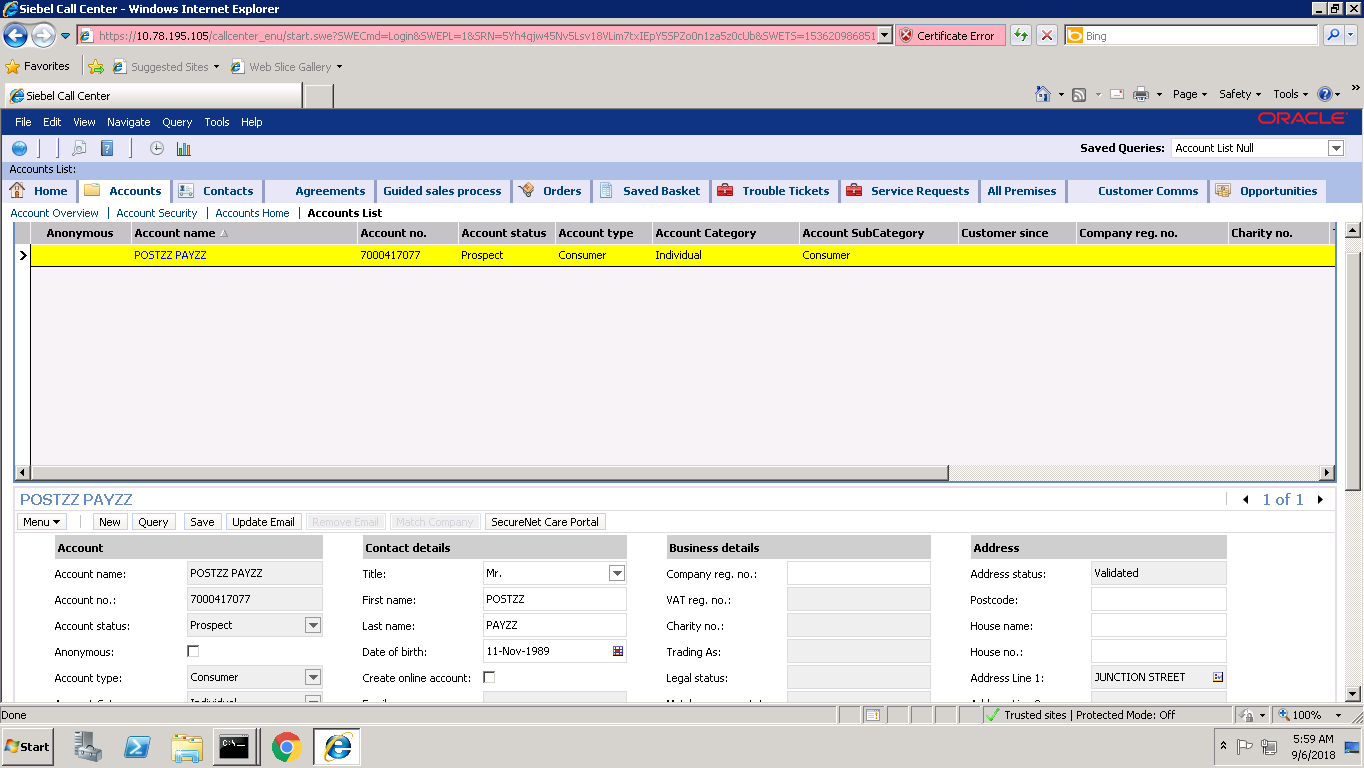 Siebel Call Center - Windows Internet Explorer
https://10.78.195.105/callcenter_enu/start.swe?SWECmd=Login&SWEPL=1&SRN=5Yh4qjw45Nv5Lsv18VLim7txIEpY5SPZo0n1za5z0cUb&SWETS=153620986851 Certificate Error Bing
Favorites Suggested Sites Web Slice Gallery
Siebel Call Center Page Safety Tools »
File Edit View Navigate Query Tools Help ORACLE
Saved Queries: Account List Null
Accounts List:
Home Accounts Contacts Agreements Guided sales process Orders Saved Basket Trouble Tickets Service Requests All Premises Customer Comms Opportunities
Account Overview | Account Security | Accounts Home | Accounts List
Anonymous Account name Account no. Account status Account type Account Category Account SubCategory Customer since Company reg. no. Charity no.
POSTZZ PAYZZ 7000417077 Prospect Consumer Individual Consumer
POSTZZ PAYZZ 1 of 1
Menu New Query Save Update Email Remove Email Match Company SecureNet Care Portal
Account Contact details Business details Address
Account name: POSTZZ PAYZZ Title: Mr. Company reg. no.: Address status: Validated
Account no.: 7000417077 First name: POSTZZ VAT reg. no.: Postcode:
Account status: Prospect Last name: PAYZZ Charity no.: House name:
Anonymous: Date of birth: 11-Nov-1989 Trading As: House no.:
Account type: Consumer Create online account: Legal status: Address Line 1: JUNCTION STREET
Done Trusted sites | Protected Mode: Off 100%
Start C:\ 5:59 AM
9/6/2018